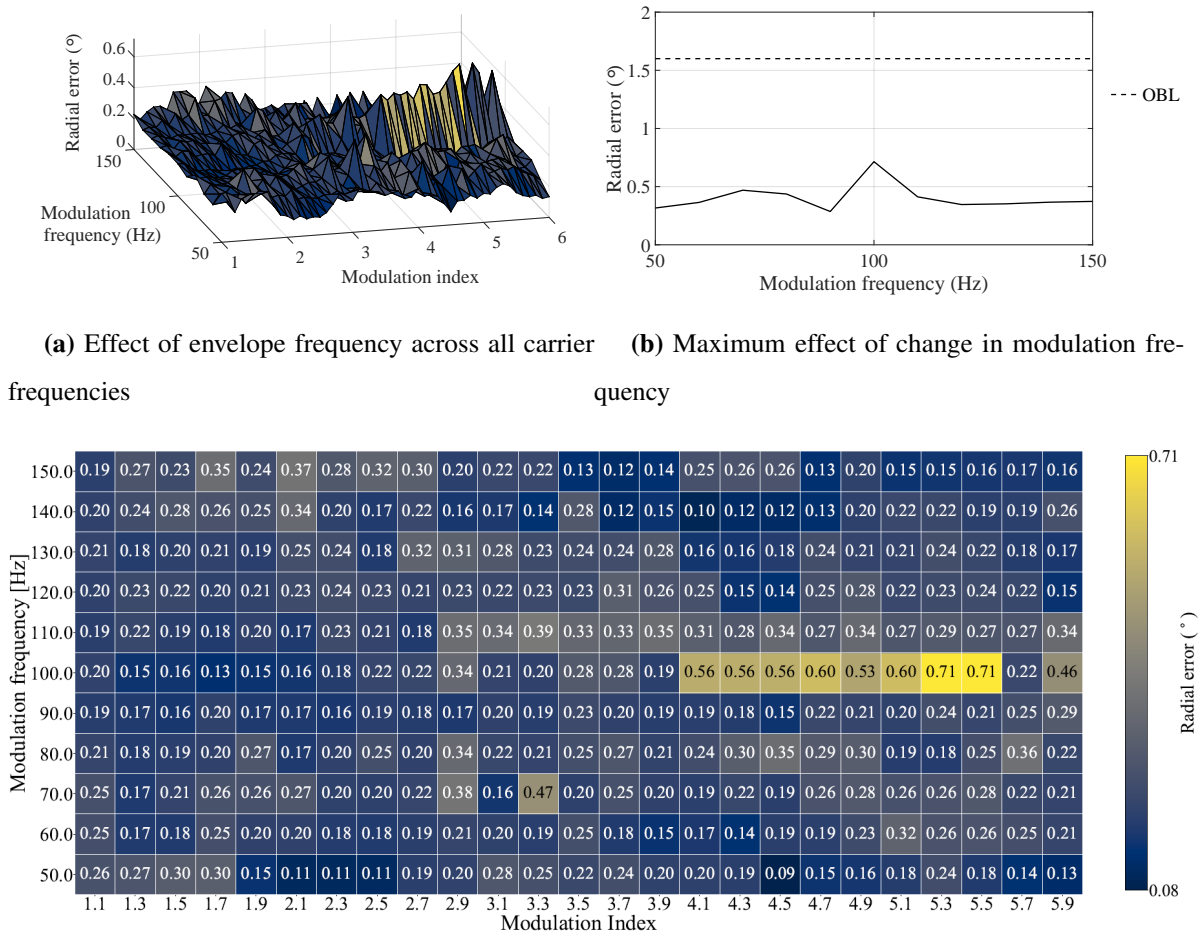 Radial error (°)
0.6
0.4
0.2
0
150
100
50
Modulation
frequency (Hz)
1
2
3
4
5
6
Modulation index
Radial error (°)
2
1.5
1
0.5
0
50
100
150
Modulation frequency (Hz)
OBL
(a) Effect of envelope frequency across all carrier
frequencies
(b) Maximum effect of change in modulation fre-
quency
Modulation frequency [Hz]
150.0 0.19 0.27 0.23 0.35 0.24 0.37 0.28 0.32 0.30 0.20 0.22 0.22 0.13 0.12 0.14 0.25 0.26 0.26 0.13 0.20 0.15 0.15 0.16 0.17 0.16
140.0 0.20 0.24 0.28 0.26 0.25 0.34 0.20 0.17 0.22 0.16 0.17 0.14 0.28 0.12 0.15 0.10 0.12 0.12 0.13 0.20 0.22 0.22 0.19 0.19 0.26
130.0 0.21 0.18 0.20 0.21 0.19 0.25 0.24 0.18 0.32 0.31 0.28 0.23 0.24 0.24 0.28 0.16 0.16 0.18 0.24 0.21 0.21 0.24 0.22 0.18 0.17
120.0 0.20 0.23 0.22 0.20 0.21 0.23 0.24 0.23 0.21 0.23 0.22 0.23 0.23 0.31 0.26 0.25 0.15 0.14 0.25 0.28 0.22 0.23 0.24 0.22 0.15
110.0 0.19 0.22 0.19 0.18 0.20 0.17 0.23 0.21 0.18 0.35 0.34 0.39 0.33 0.33 0.35 0.31 0.28 0.34 0.27 0.34 0.27 0.29 0.27 0.27 0.34
100.0 0.20 0.15 0.16 0.13 0.15 0.16 0.18 0.22 0.22 0.34 0.21 0.35 0.28 0.28 0.19 0.56 0.56 0.56 0.60 0.53 0.60 0.71 0.71 0.22 0.46
90.0 0.19 0.17 0.16 0.20 0.17 0.17 0.16 0.19 0.18 0.17 0.20 0.19 0.23 0.20 0.19 0.19 0.18 0.15 0.22 0.21 0.20 0.24 0.21 0.25 0.29
80.0 0.21 0.18 0.19 0.20 0.27 0.17 0.20 0.25 0.20 0.34 0.22 0.21 0.25 0.27 0.21 0.24 0.30 0.35 0.29 0.30 0.19 0.18 0.25 0.36 0.22
70.0 0.25 0.17 0.21 0.26 0.26 0.27 0.20 0.20 0.22 0.38 0.16 0.47 0.20 0.25 0.20 0.19 0.22 0.19 0.26 0.28 0.26 0.26 0.28 0.22 0.21
60.0 0.25 0.17 0.18 0.25 0.20 0.20 0.18 0.18 0.19 0.21 0.20 0.19 0.25 0.18 0.15 0.17 0.14 0.19 0.19 0.23 0.32 0.26 0.26 0.25 0.21
50.0 0.26 0.27 0.30 0.30 0.15 0.11 0.11 0.11 0.19 0.20 0.28 0.25 0.22 0.24 0.20 0.20 0.19 0.09 0.15 0.16 0.18 0.24 0.18 0.14 0.13
1.1 1.3 1.5 1.7 1.9 2.1 2.3 2.5 2.7 2.9 3.1 3.3 3.5 3.7 3.9 4.1 4.3 4.5 4.7 4.9 5.1 5.3 5.5 5.7 5.9
Modulation Index
0.71
0.08
Radial error (°)